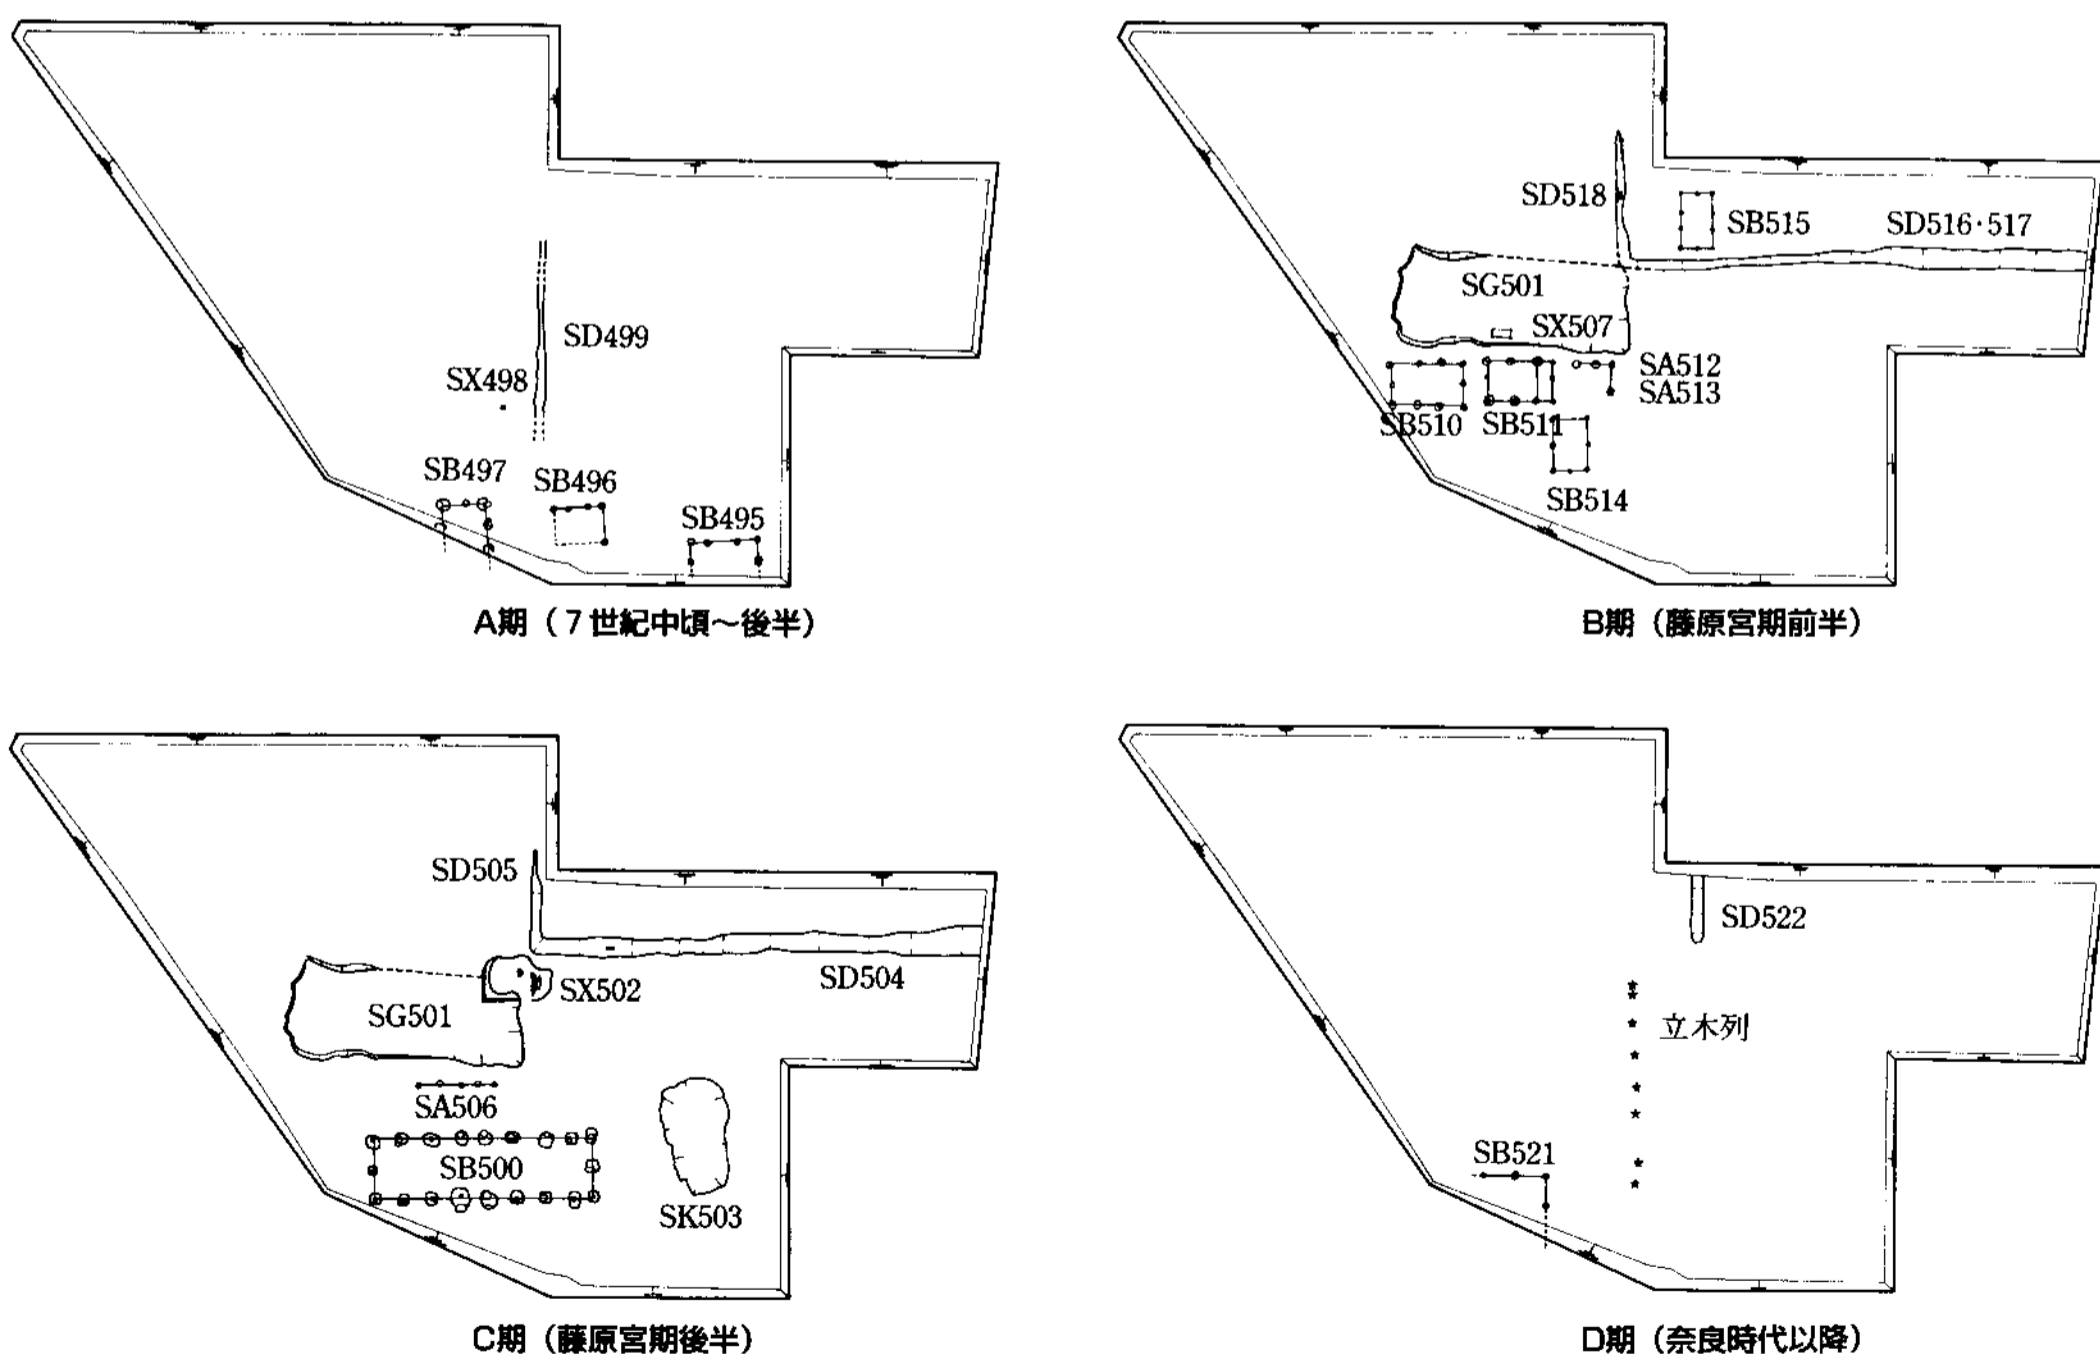 SD499
SX498
SB497
SB496
SB495
A期（7世紀中頃～後半）
SD518
SB515
SD516·517
SG501
SX507
SA512
SA513
SB510
SB511
SB514
B期（藤原宮期前半）
SD505
SX502
SD504
SG501
SA506
SB500
SK503
C期（藤原宮期後半）
SD522
立木列
SB521
D期（奈良時代以降）